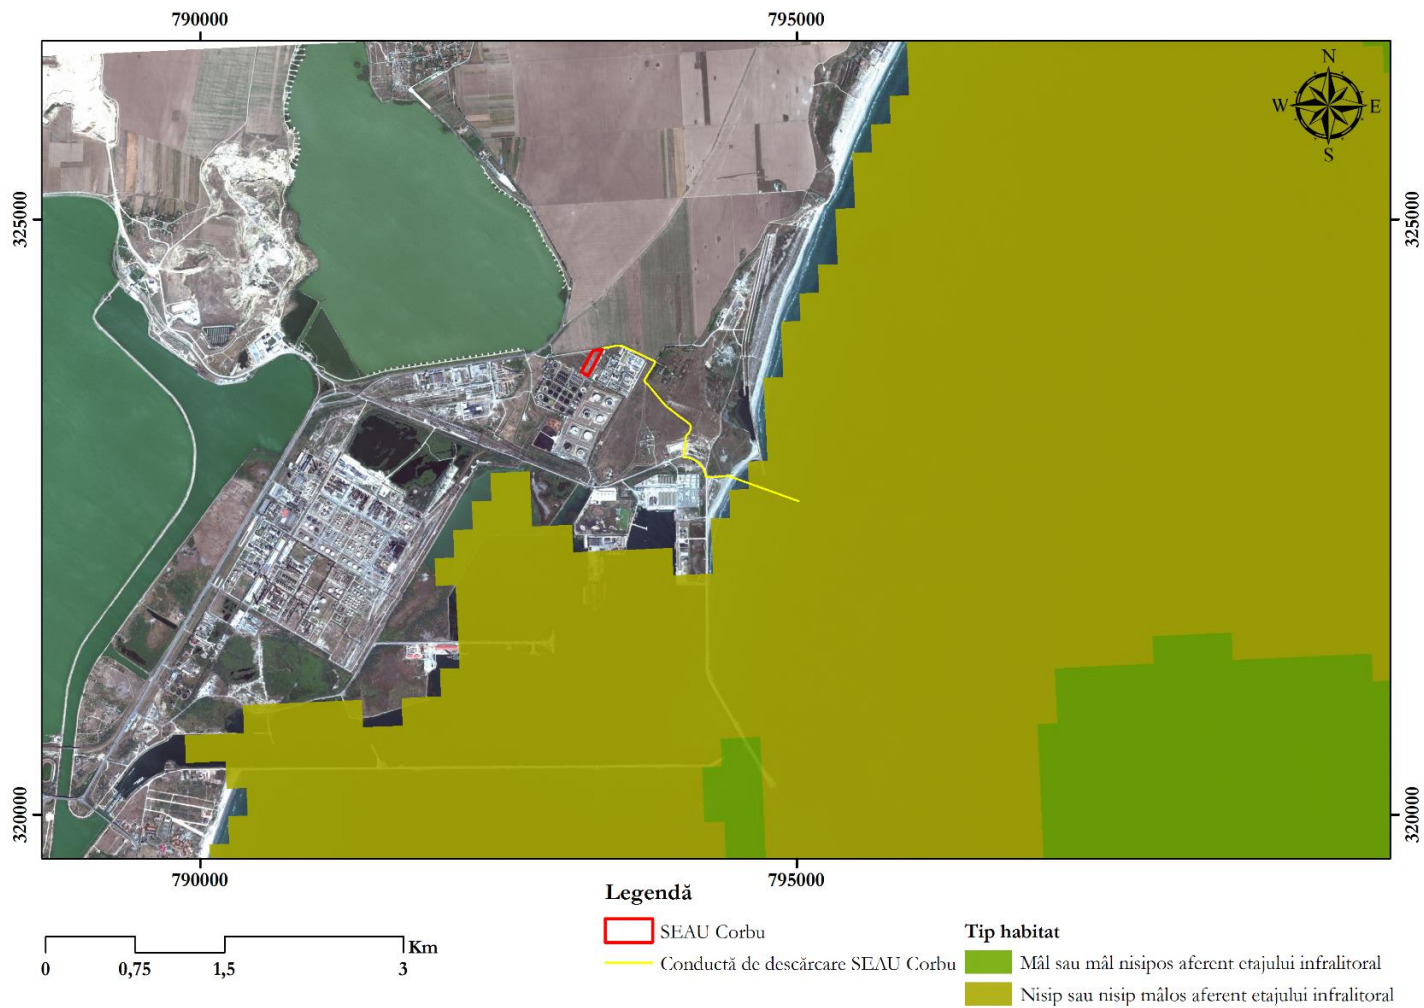 790000 795000
N
W E
S
325000 325000
320000 320000
790000 795000
Legendă
SEAU Corbu
Conductă de descărcare SEAU Corbu
Tip habitat
Mâl sau mâl nisipos aferent etajului infralitoral
Nisip sau nisip mâlos aferent etajului infralitoral
Km
0 0,75 1,5 3